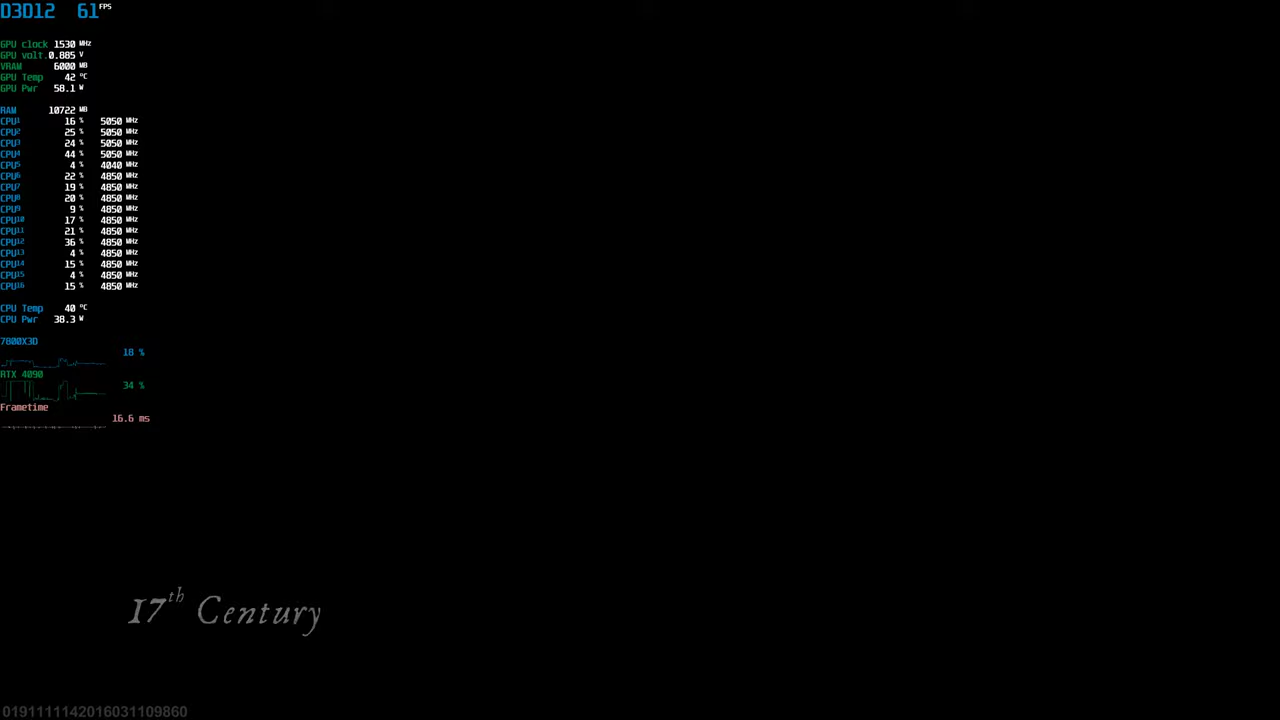 D3D12 61 FPS
GPU clock 1530 MHz
GPU volt. 0.885 V
VRAM 6000 MB
GPU Temp 42 °C
GPU Pwr 58.1 W
RAM 10722 MB
CPU1 16 % 5050 MHz
CPU2 25 % 5050 MHz
CPU3 24 % 5050 MHz
CPU4 44 % 5050 MHz
CPU5 4 % 4040 MHz
CPU6 22 % 4850 MHz
CPU7 19 % 4850 MHz
CPU8 20 % 4850 MHz
CPU9 9 % 4850 MHz
CPU10 17 % 4850 MHz
CPU11 21 % 4850 MHz
CPU12 36 % 4850 MHz
CPU13 4 % 4850 MHz
CPU14 15 % 4850 MHz
CPU15 4 % 4850 MHz
CPU16 15 % 4850 MHz
CPU Temp 40 °C
CPU Pwr 38.3 W
7800X3D
18 %
RTX 4090
34 %
Frametime
16.6 ms
17th Century
01911111142016031109860